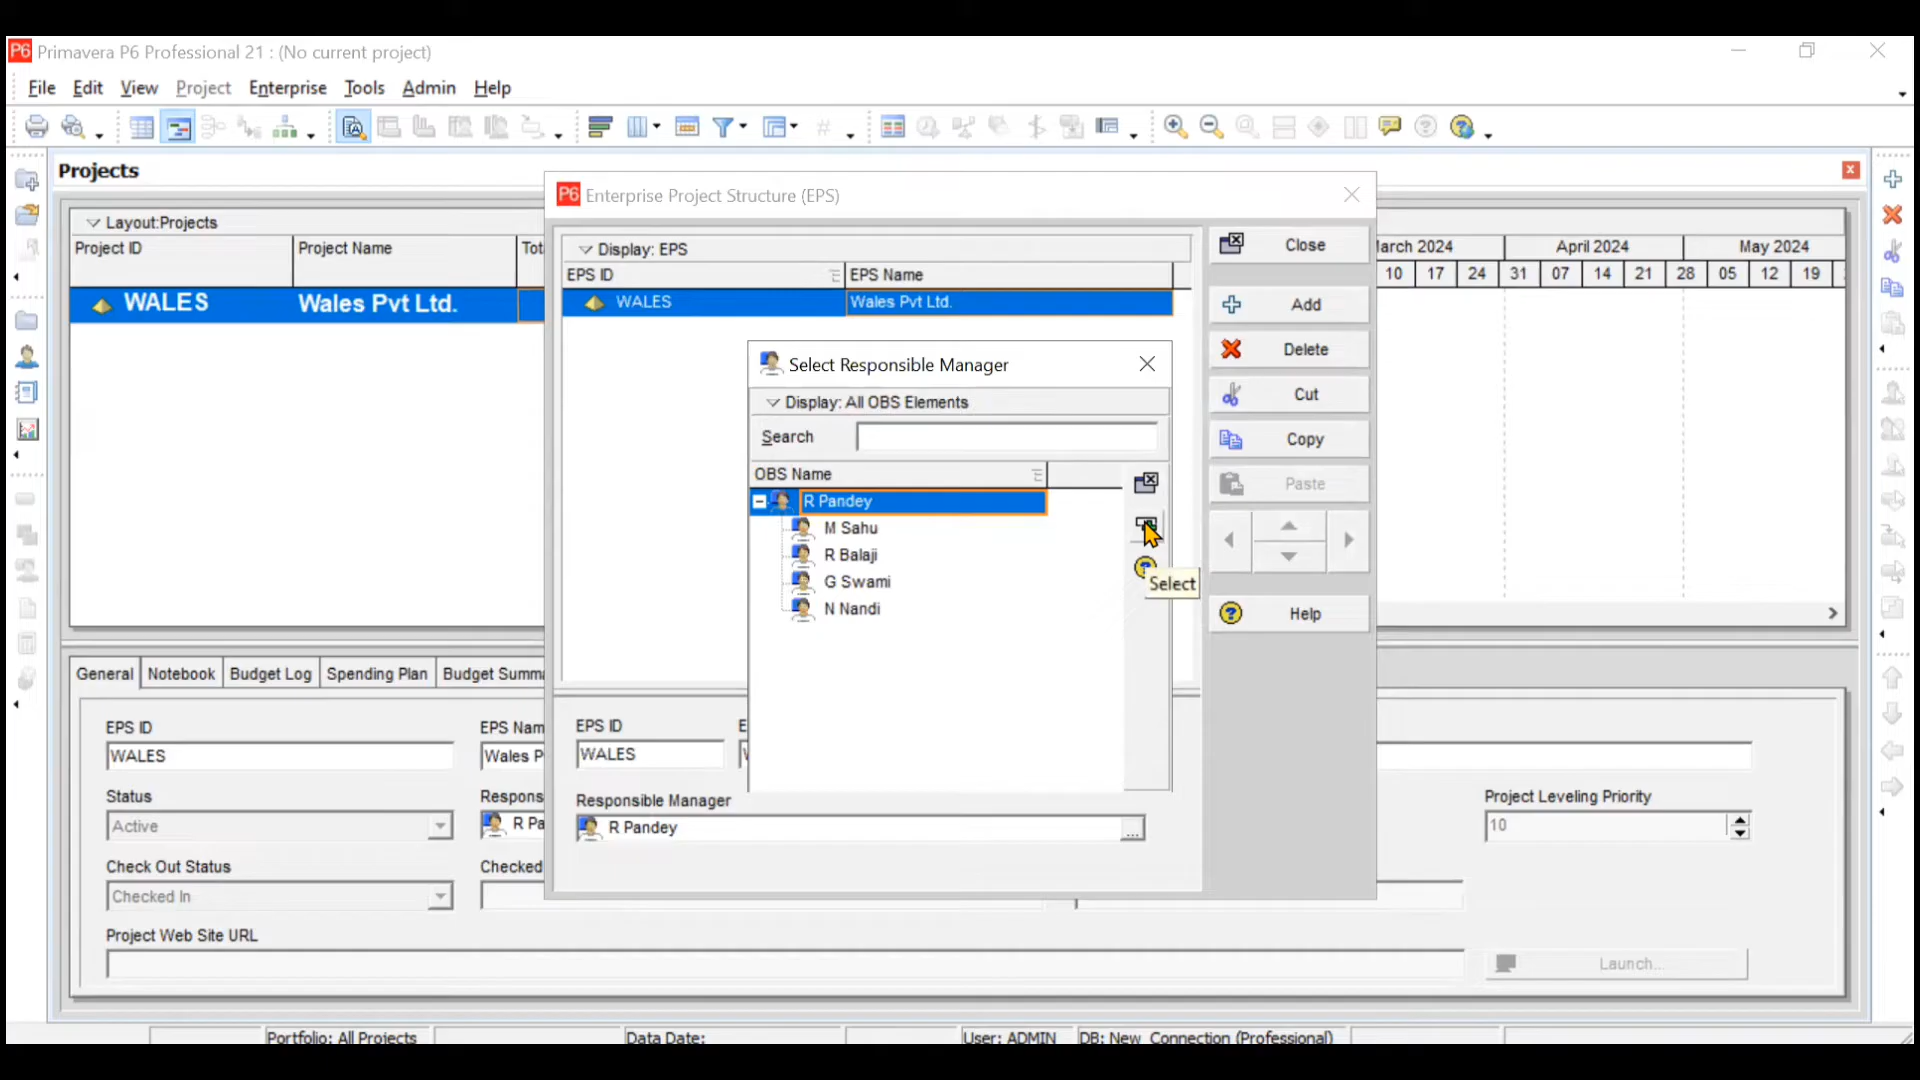 P6 Primavera P6 Professional 21 : (No current project)
File Edit View Project Enterprise Tools Admin Help
Projects
Layout:Projects
Project ID Project Name
WALES Wales Pvt Ltd.
P6 Enterprise Project Structure (EPS)
Display: EPS
EPS ID EPS Name
WALES Wales Pvt Ltd.
Close
Add
Delete
Cut
Copy
Paste
Help
Select Responsible Manager
Display: All OBS Elements
Search
OBS Name
R Pandey
M Sahu
R Balaji
G Swami
N Nandi
Select
April 2024 May 2024
10 17 24 31 07 14 21 28 05 12 19
General Notebook Budget Log Spending Plan Budget Summa
EPS ID EPS Nam
WALES Wales P
Status Respons
Active R Pa
Check Out Status Checked
Checked In
Project Web Site URL
Launch...
EPS ID E
WALES
Responsible Manager
R Pandey
...
Project Leveling Priority
10
Portfolio: All Projects Data Date: User: ADMIN DB: New Connection (Professional)